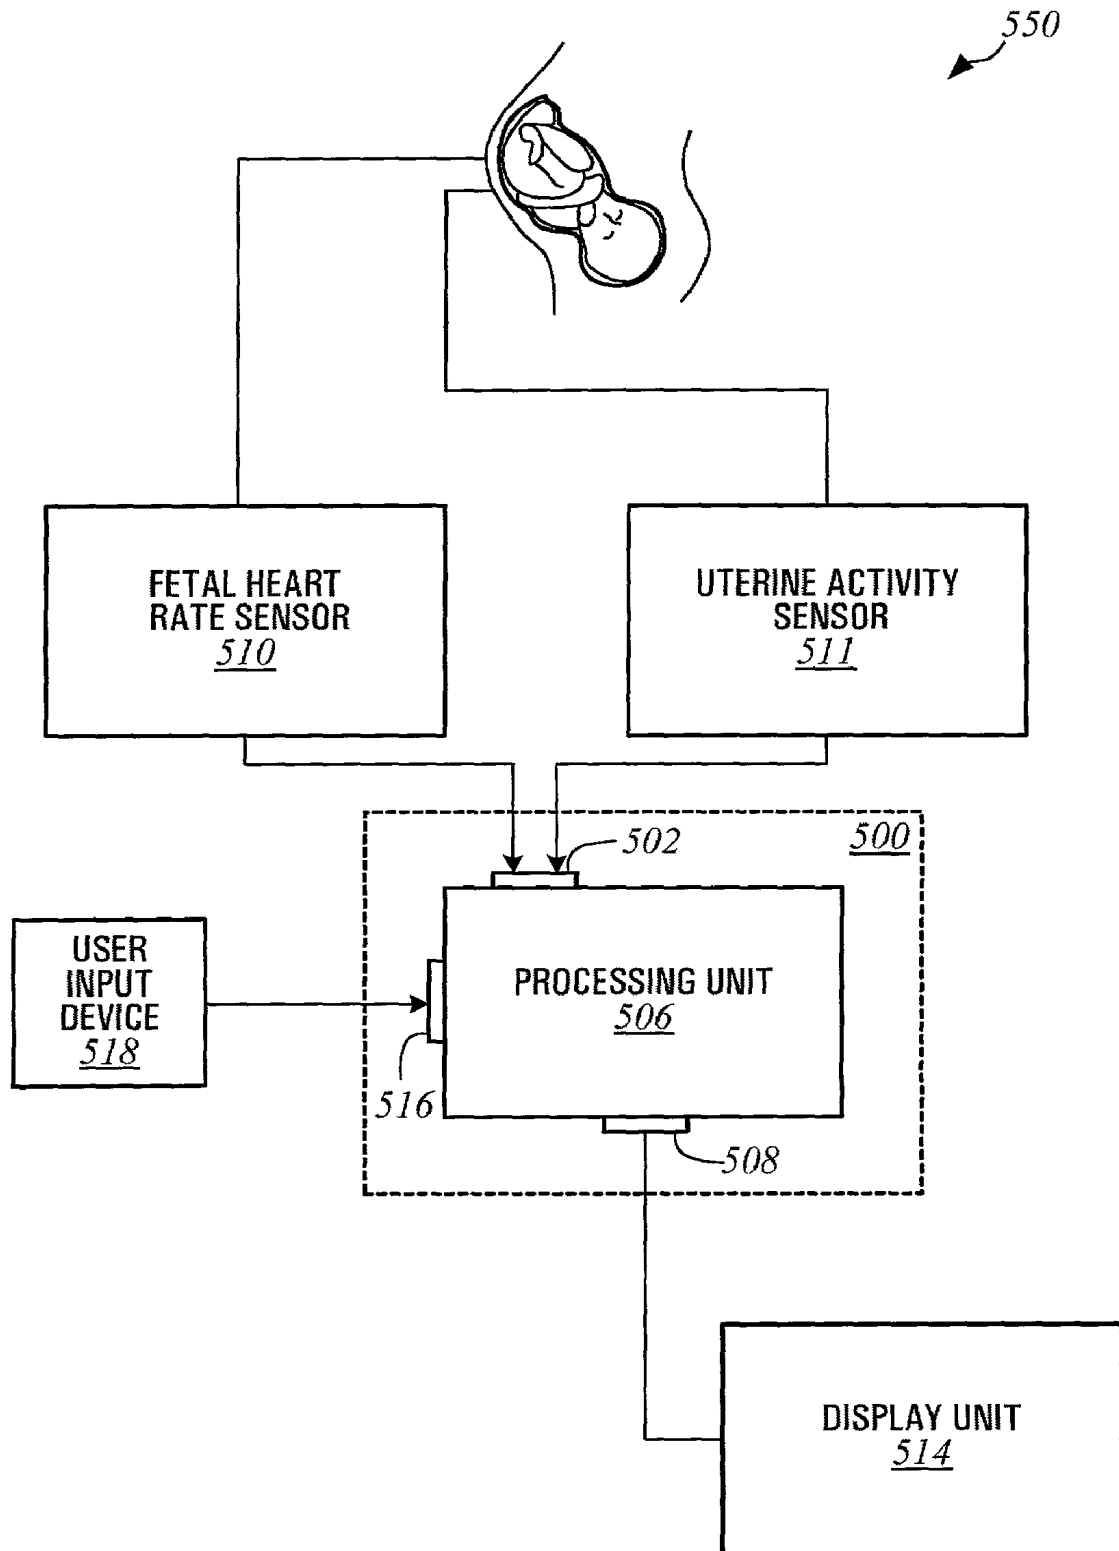 550
FETAL HEART
RATE SENSOR
510
UTERINE ACTIVITY
SENSOR
511
500
502
USER
INPUT
DEVICE
518
PROCESSING UNIT
506
516
508
DISPLAY UNIT
514